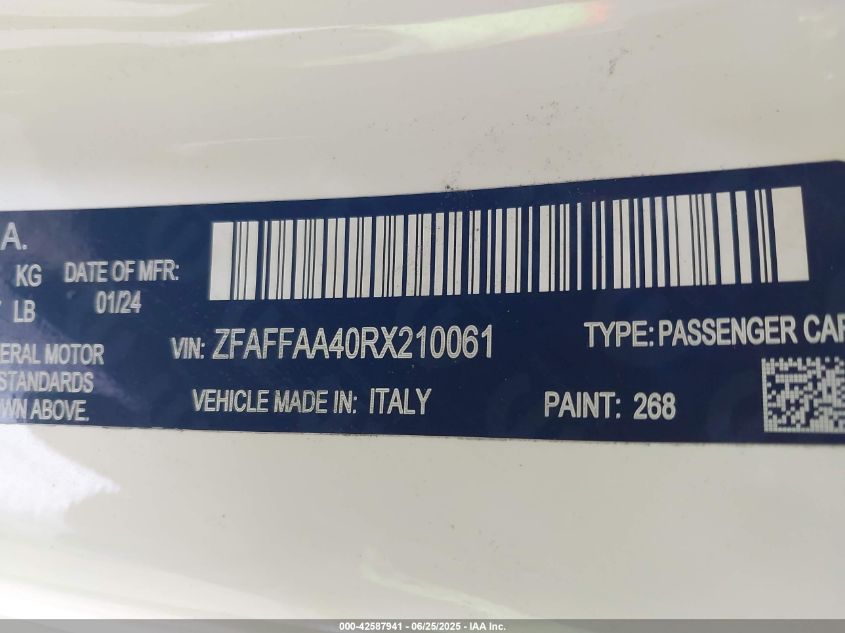 A.
KG DATE OF MFR:
LB 01/24
ERAL MOTOR
STANDARDS
WN ABOVE.
VIN: ZFAFFAA40RX210061
TYPE: PASSENGER CAR
VEHICLE MADE IN: ITALY
PAINT: 268
000-42587941 - 06/25/2025 - IAA Inc.